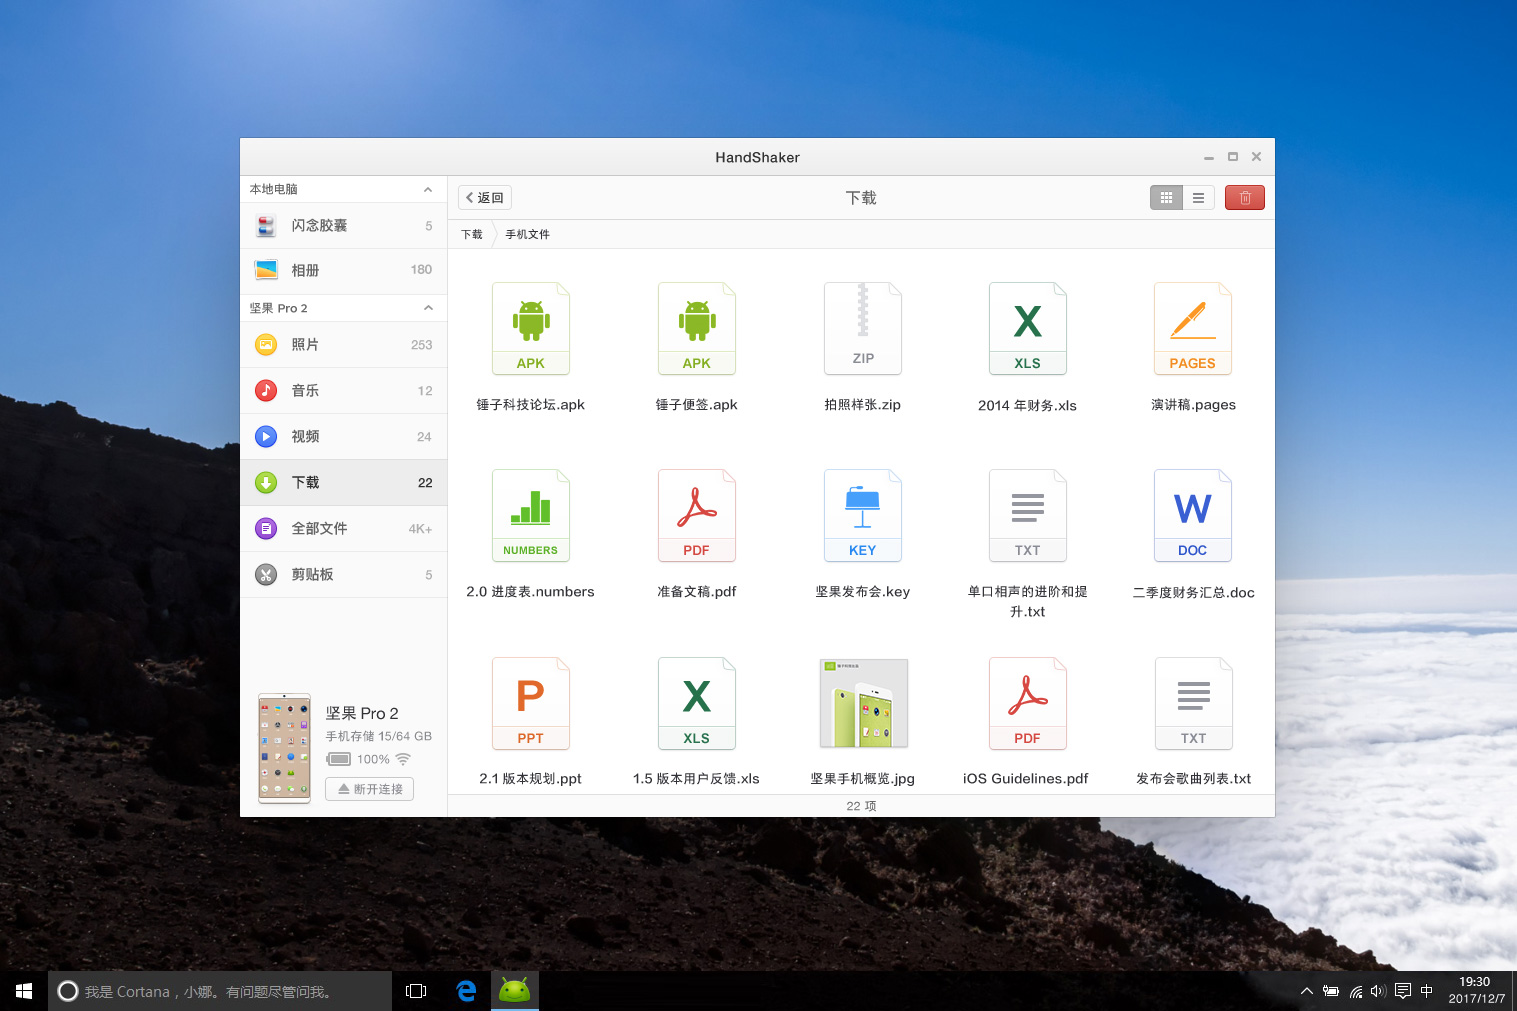 HandShaker
本地电脑
闪念胶囊 5
相册 180
坚果 Pro 2
照片 253
音乐 12
视频 24
下载 22
全部文件 4K+
剪贴板 5
坚果 Pro 2
手机存储 15/64 GB
100%
断开连接
返回
下载
下载 手机文件
APK APK ZIP XLS PAGES
锤子科技论坛.apk 锤子便签.apk 拍照样张.zip 2014 年财务.xls 演讲稿.pages
NUMBERS PDF KEY TXT W DOC
2.0 进度表.numbers 准备文稿.pdf 坚果发布会.key 单口相声的进阶和提 二季度财务汇总.doc
升.txt
P PPT X XLS PDF TXT
2.1 版本规划.ppt 1.5 版本用户反馈.xls 坚果手机概览.jpg iOS Guidelines.pdf 发布会歌曲列表.txt
22 项
我是 Cortana，小娜。有问题尽管问我。
中
19:30
2017/12/7